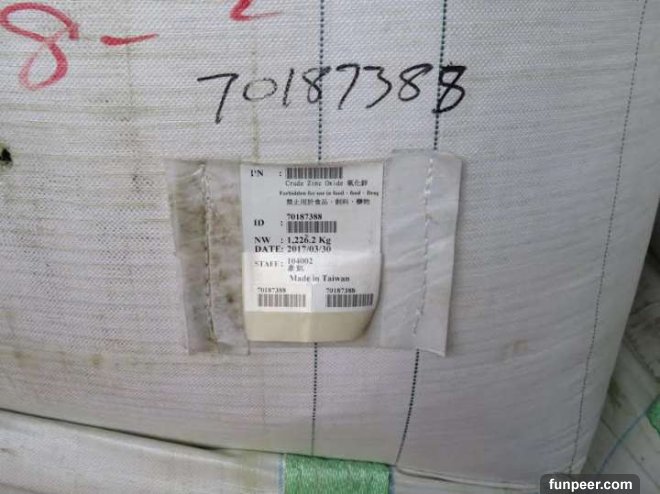 8-2
70187388
PN :
Crude Zinc Oxide 氧化鋅
Forbidden for use in food、feed、Drug
禁止用於食品、飼料、藥物
ID : 70187388
NW : 1,226.2 Kg
DATE: 2017/03/30
STAFF: 104002
Made in Taiwan
70187388 70187388
funpeer.com